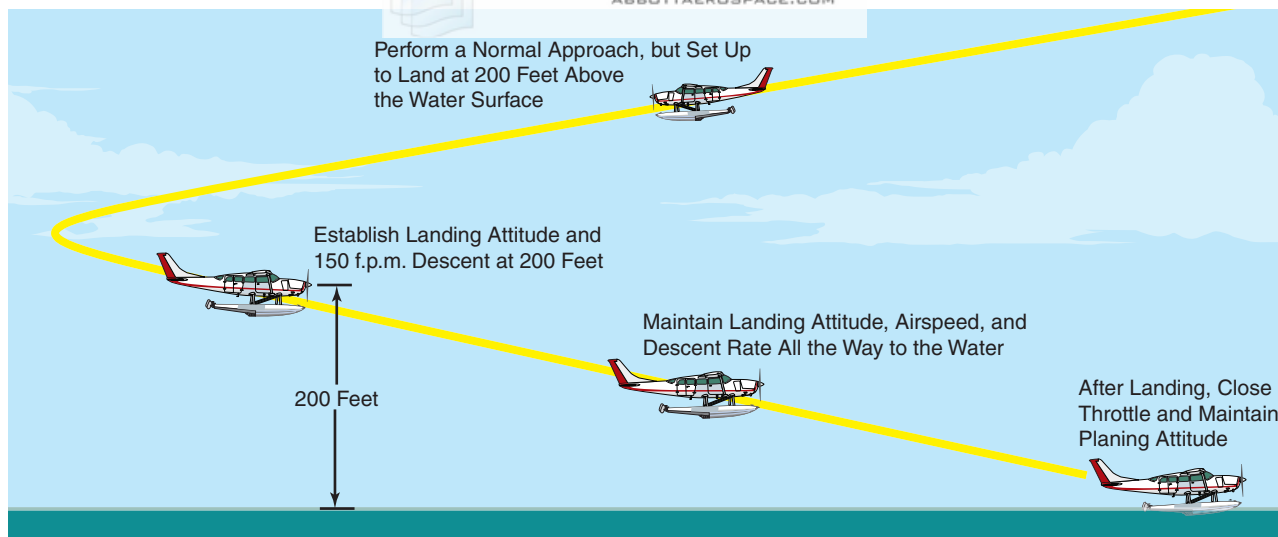 ABBOTTAEROSPACE.COM
Perform a Normal Approach, but Set Up
to Land at 200 Feet Above
the Water Surface
Establish Landing Attitude and
150 f.p.m. Descent at 200 Feet
Maintain Landing Attitude, Airspeed, and
Descent Rate All the Way to the Water
200 Feet
After Landing, Close
Throttle and Maintain
Planing Attitude